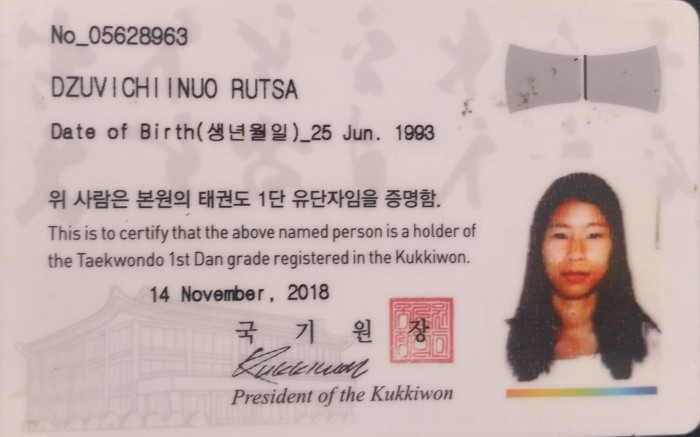 No_05628963
DZUVICHIINUO RUTSA
Date of Birth(생년월일)_25 Jun. 1993
위 사람은 본원의 태권도 1단 유단자임을 증명함.
This is to certify that the above named person is a holder of
the Taekwondo 1st Dan grade registered in the Kukkiwon.
14 November, 2018
국 기 원 장
Kukkiwon
President of the Kukkiwon